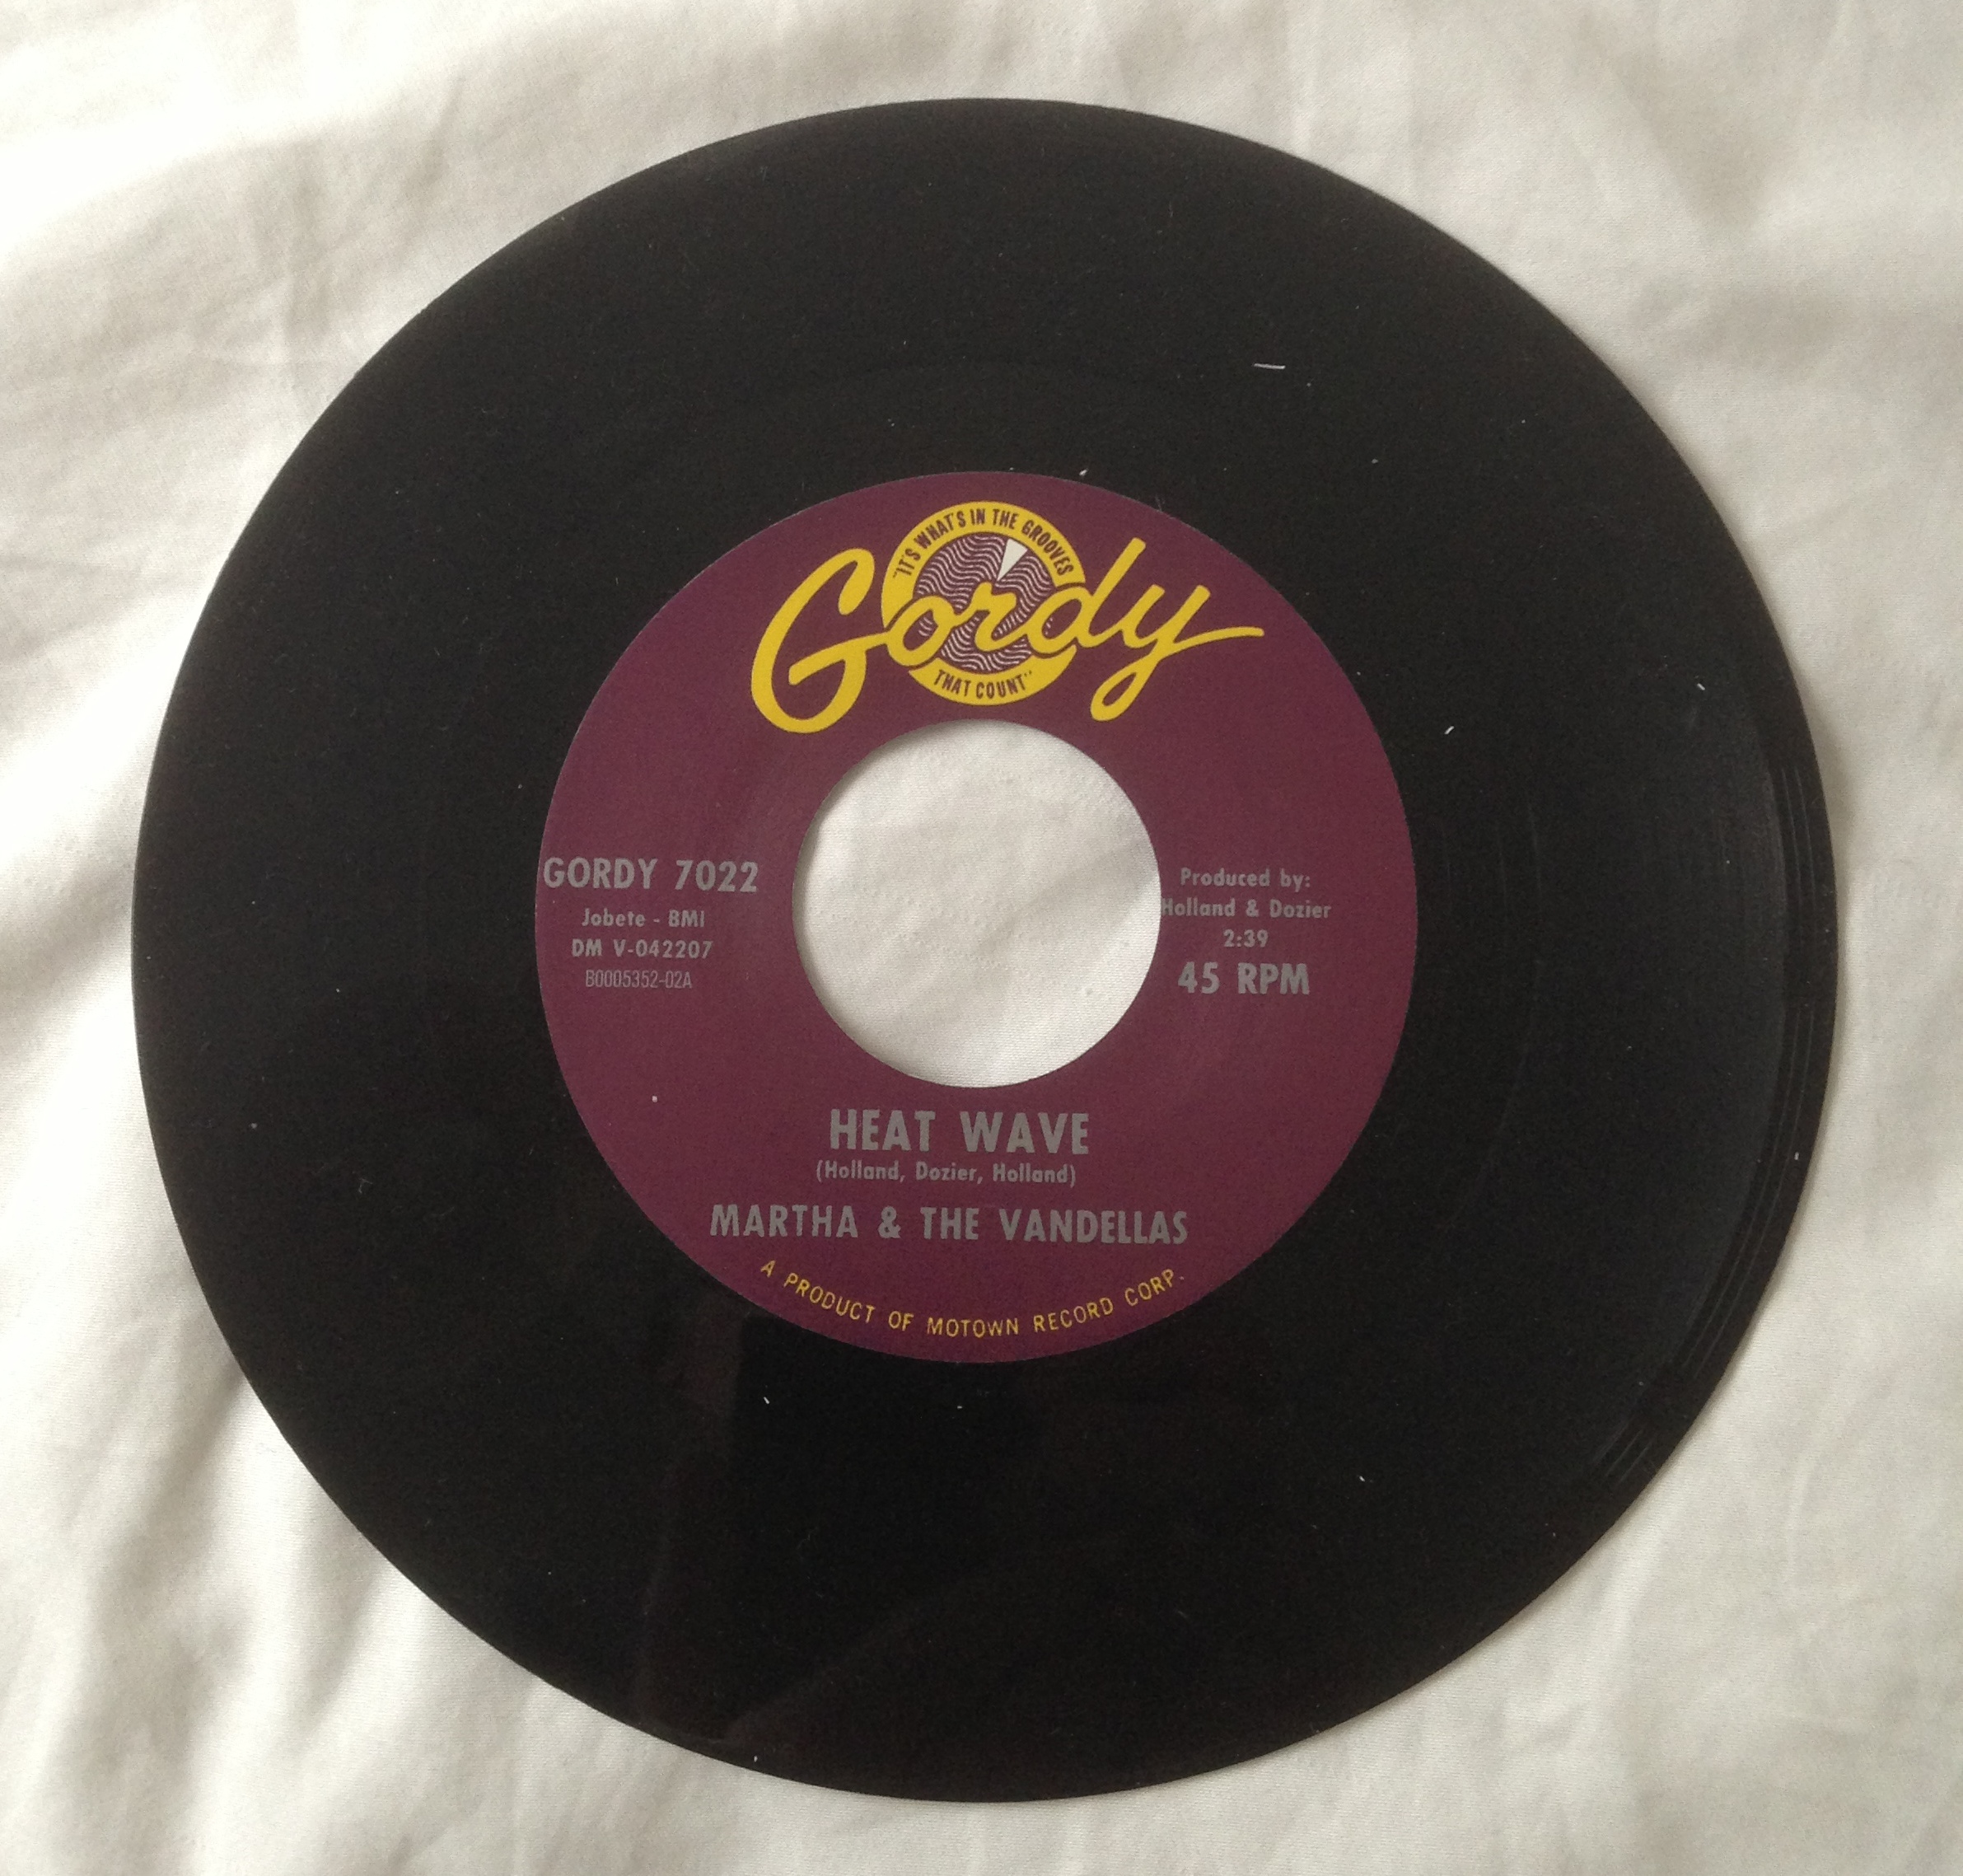 "IT'S WHAT'S IN THE GROOVES
Gordy
THAT COUNT"
GORDY 7022
Jobete - BMI
DM V-042207
B0005352-02A
Produced by:
Holland & Dozier
2:39
45 RPM
HEAT WAVE
(Holland, Dozier, Holland)
MARTHA & THE VANDELLAS
A PRODUCT OF MOTOWN RECORD CORP.